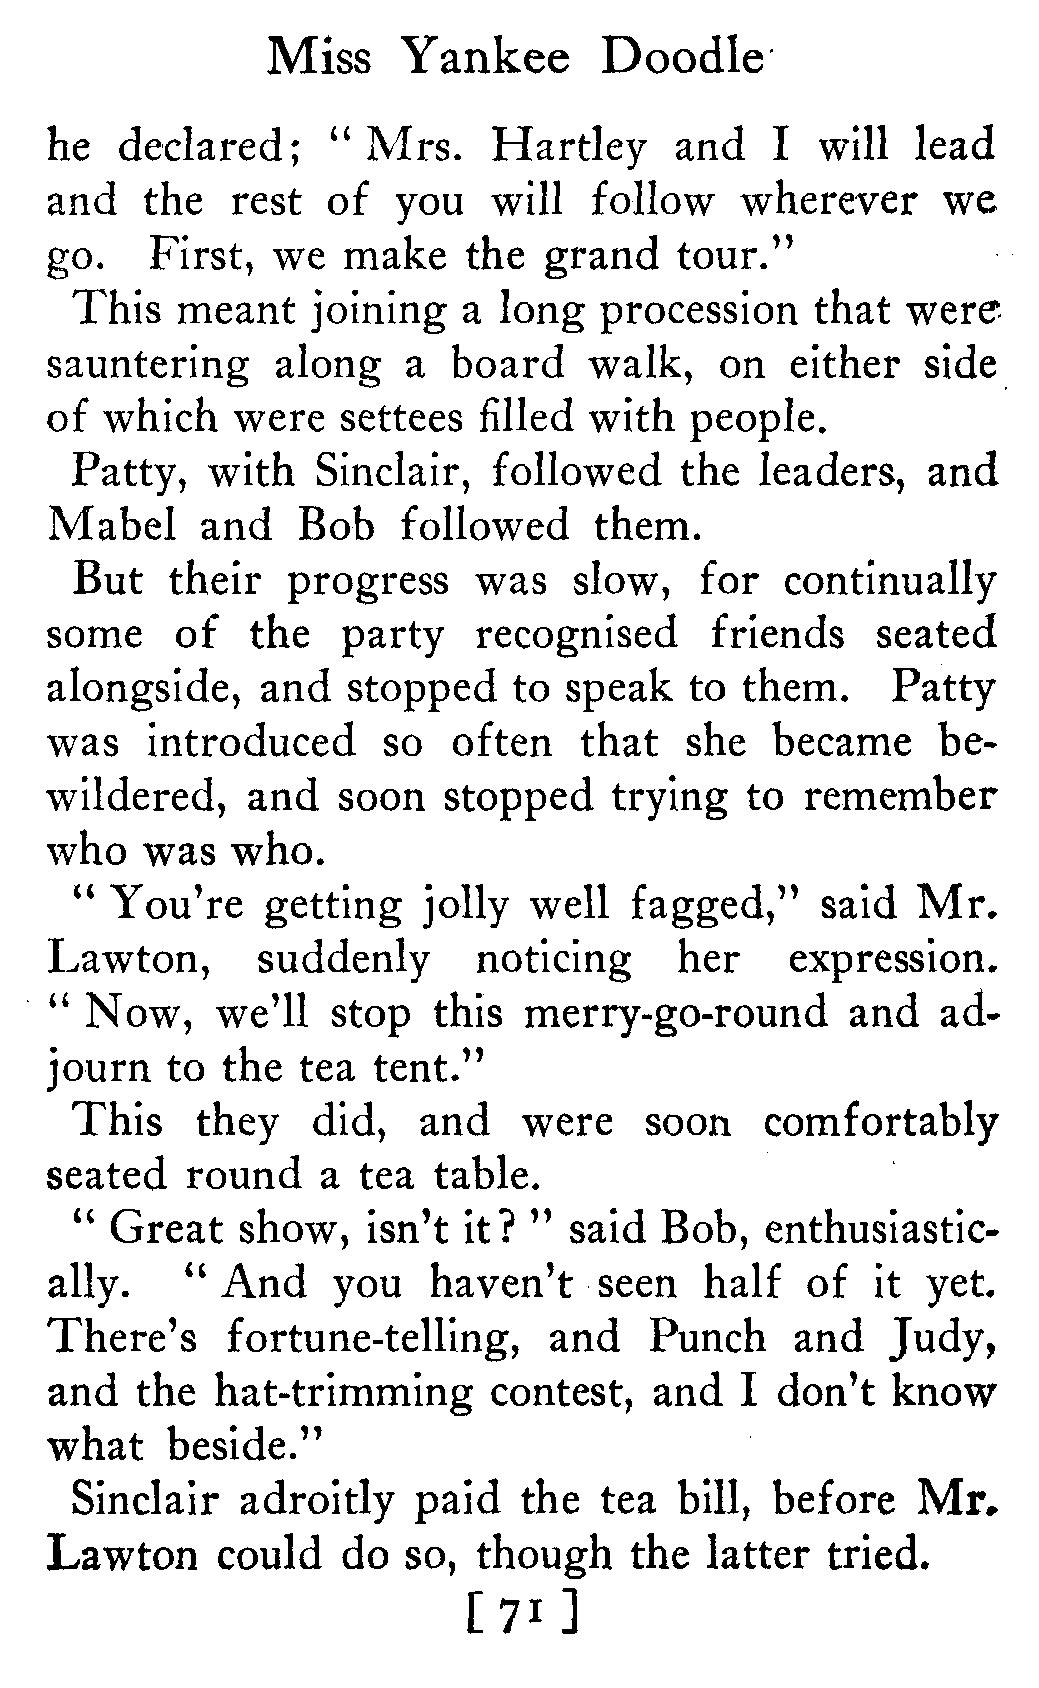 Miss Yankee Doodle
he declared; " Mrs. Hartley and I will lead
and the rest of you will follow wherever we
go. First, we make the grand tour."
This meant joining a long procession that were
sauntering along a board walk, on either side
of which were settees filled with people.
Patty, with Sinclair, followed the leaders, and
Mabel and Bob followed them.
But their progress was slow, for continually
some of the party recognised friends seated
alongside, and stopped to speak to them. Patty
was introduced so often that she became be-
wildered, and soon stopped trying to remember
who was who.
" You're getting jolly well fagged," said Mr.
Lawton, suddenly noticing her expression.
" Now, we'll stop this merry-go-round and ad-
journ to the tea tent."
This they did, and were soon comfortably
seated round a tea table.
" Great show, isn't it? " said Bob, enthusiastic-
ally. " And you haven't seen half of it yet.
There's fortune-telling, and Punch and Judy,
and the hat-trimming contest, and I don't know
what beside."
Sinclair adroitly paid the tea bill, before Mr.
Lawton could do so, though the latter tried.
[ 71 ]